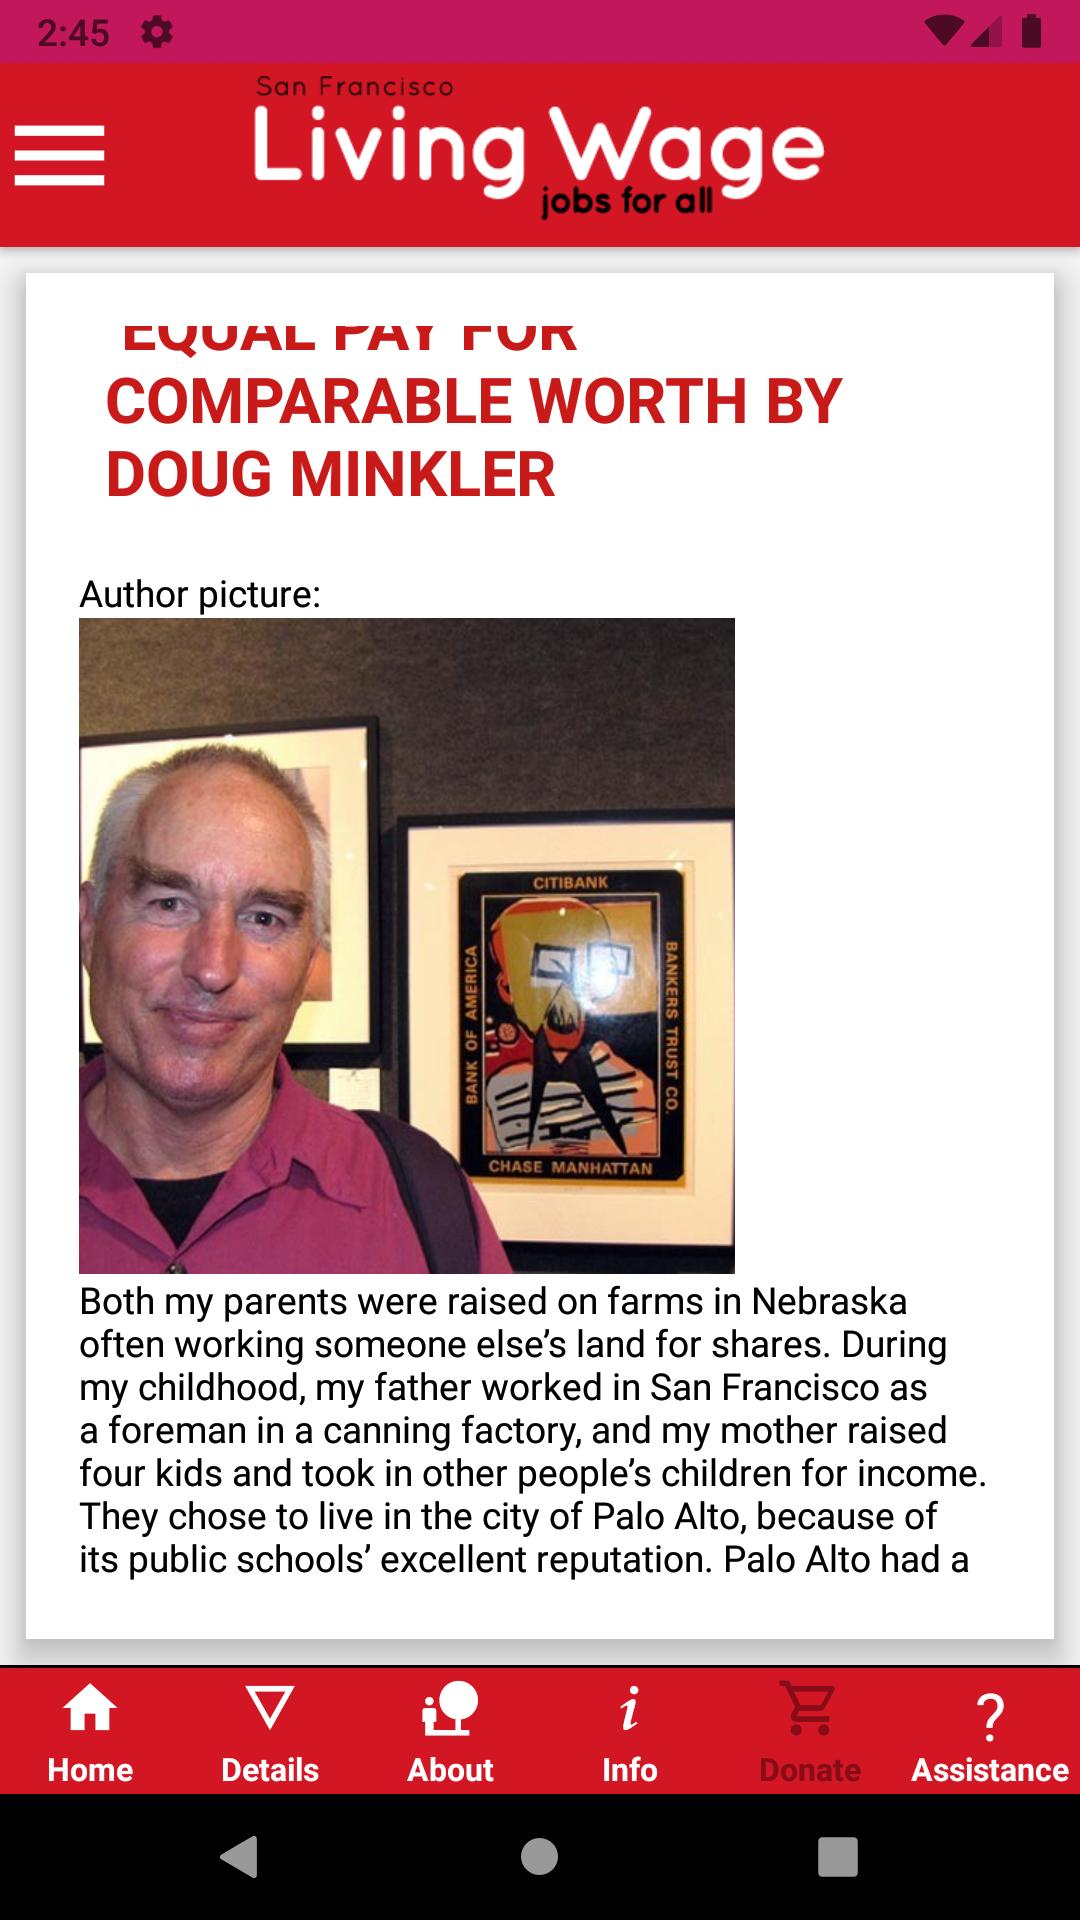 2:45
San Francisco
Living Wage
jobs for all
EQUAL PAY FOR
COMPARABLE WORTH BY
DOUG MINKLER
Author picture:
CITIBANK
BANK OF AMERICA
BANKERS TRUST CO.
CHASE MANHATTAN
Both my parents were raised on farms in Nebraska
often working someone else’s land for shares. During
my childhood, my father worked in San Francisco as
a foreman in a canning factory, and my mother raised
four kids and took in other people’s children for income.
They chose to live in the city of Palo Alto, because of
its public schools’ excellent reputation. Palo Alto had a
Home Details About Info Donate Assistance